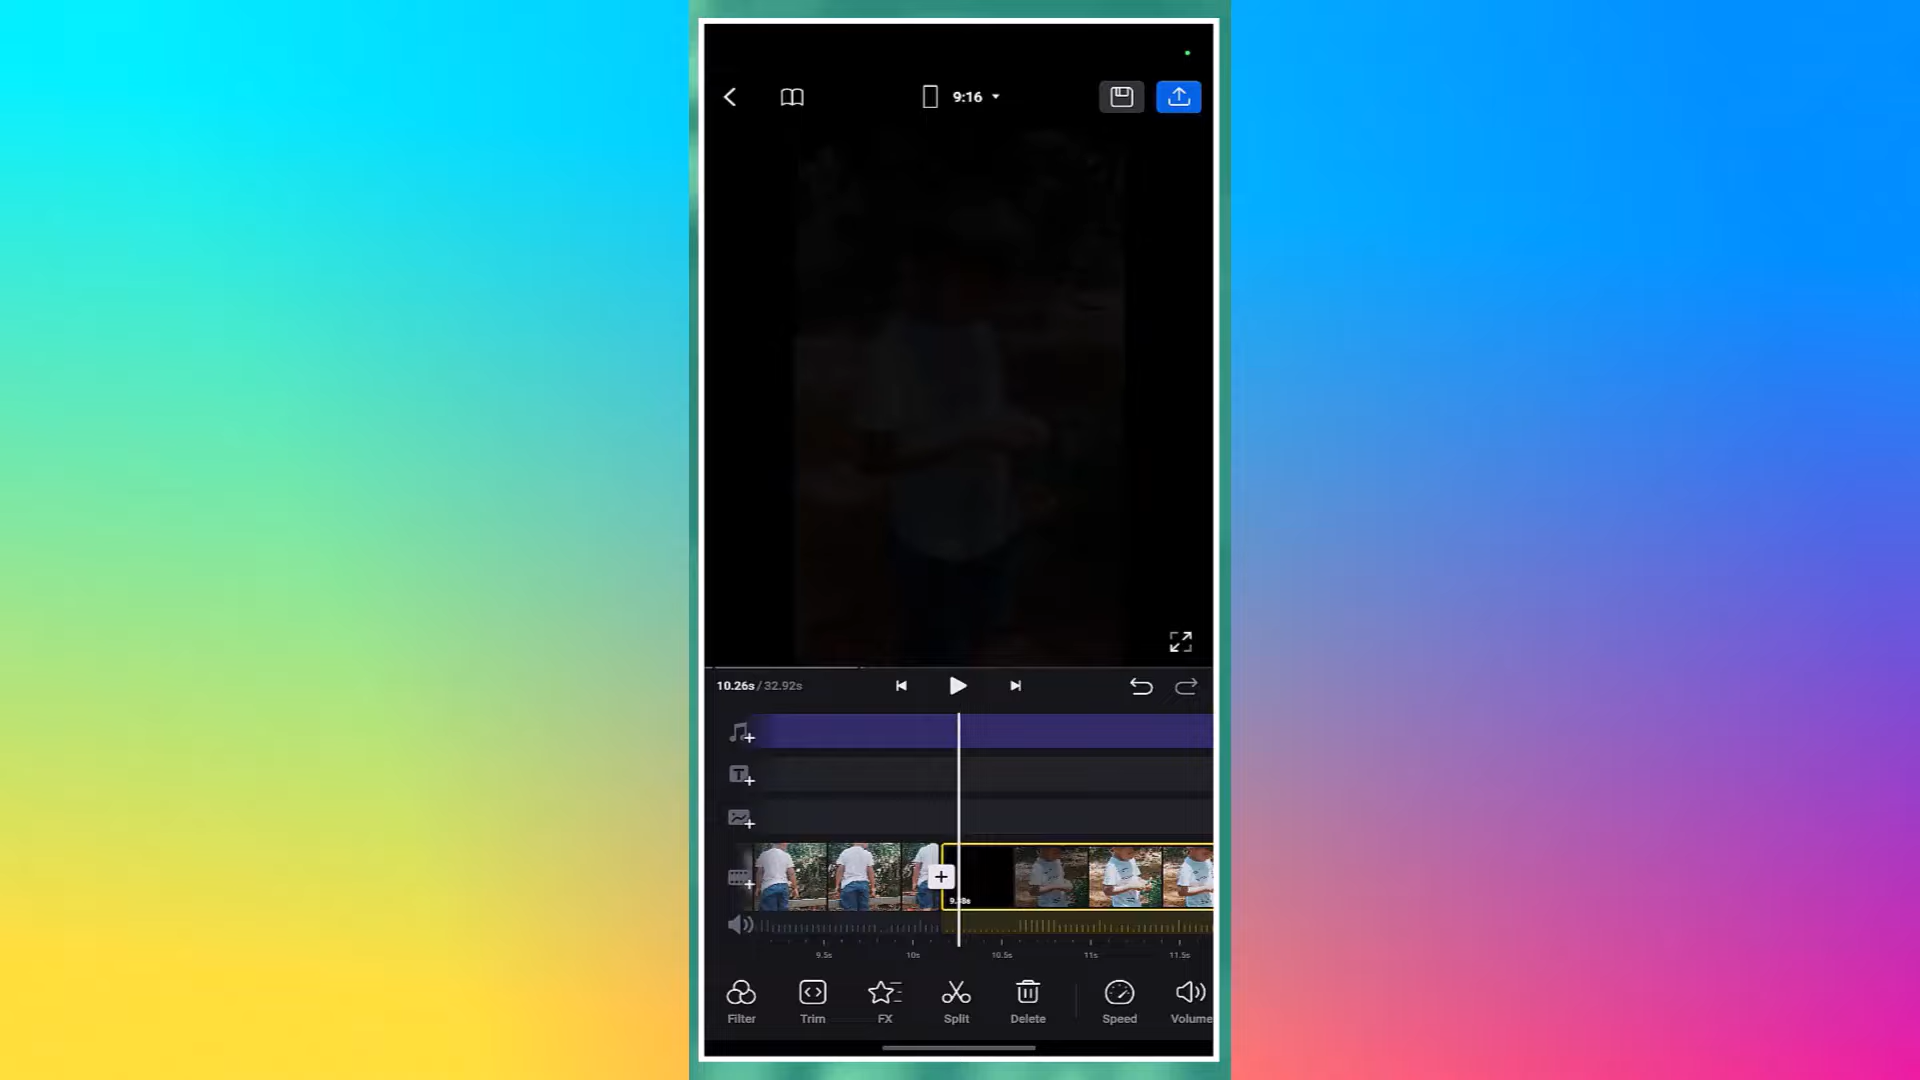 9:16
10.26s / 32.92s
T
9.5s 10s 10.5s 11s 11.5s
Filter Trim FX Split Delete Speed Volume